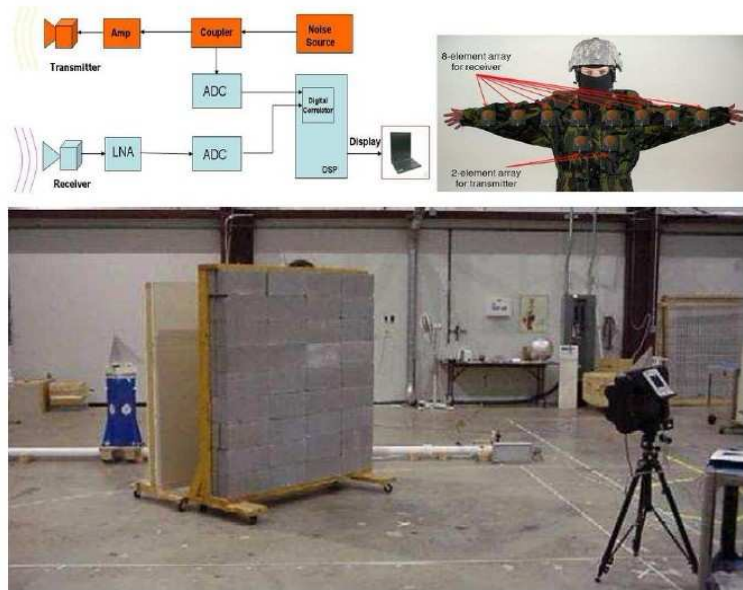 Amp
Coupler
Noise
Source
Transmitter
ADC
Digital
Correlator
LNA
ADC
Display
DSP
Receiver
8-element array
for receiver
2-element array
for transmitter